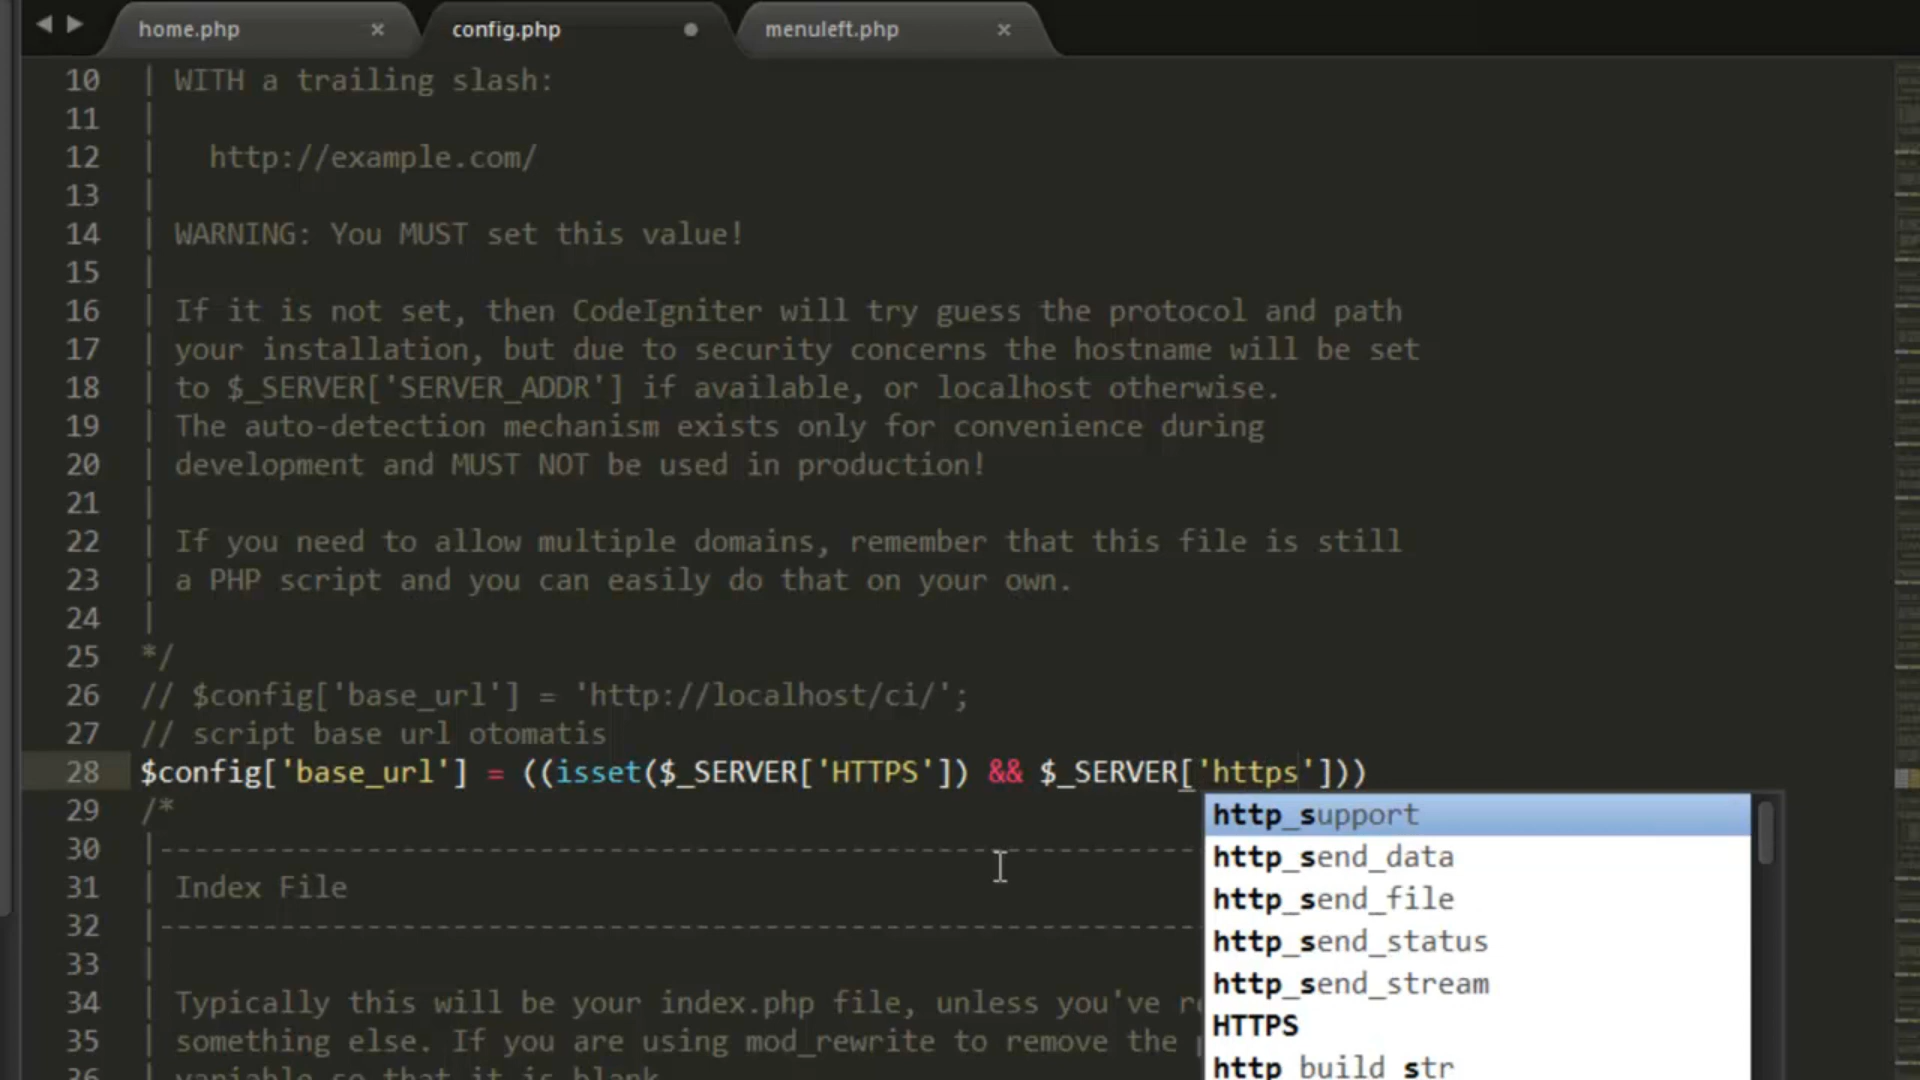 home.php × config.php menuleft.php ×
10 | WITH a trailing slash:
11 |
12 | http://example.com/
13 |
14 | WARNING: You MUST set this value!
15 |
16 | If it is not set, then CodeIgniter will try guess the protocol and path
17 | your installation, but due to security concerns the hostname will be set
18 | to $_SERVER['SERVER_ADDR'] if available, or localhost otherwise.
19 | The auto-detection mechanism exists only for convenience during
20 | development and MUST NOT be used in production!
21 |
22 | If you need to allow multiple domains, remember that this file is still
23 | a PHP script and you can easily do that on your own.
24 |
25 */
26 // $config['base_url'] = 'http://localhost/ci/';
27 // script base url otomatis
28 $config['base_url'] = ((isset($_SERVER['HTTPS']) && $_SERVER['https']))
29 /*
30 |-------------------------------------------------------------
31 | Index File
32 |-------------------------------------------------------------
33 |
34 | Typically this will be your index.php file, unless you've
35 | something else. If you are using mod_rewrite to remove the
36 | variable so that it is blank
http_support
http_send_data
http_send_file
http_send_status
http_send_stream
HTTPS
http_build_str